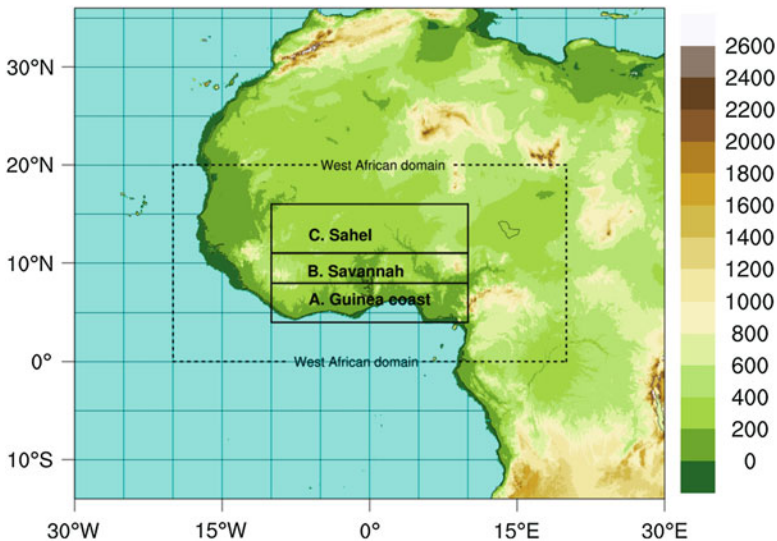 30°N
20°N
10°N
0°
10°S
West African domain
C. Sahel
B. Savannah
A. Guinea coast
West African domain
30°W
15°W
0°
15°E
30°E
2600
2400
2200
2000
1800
1600
1400
1200
1000
800
600
400
200
0